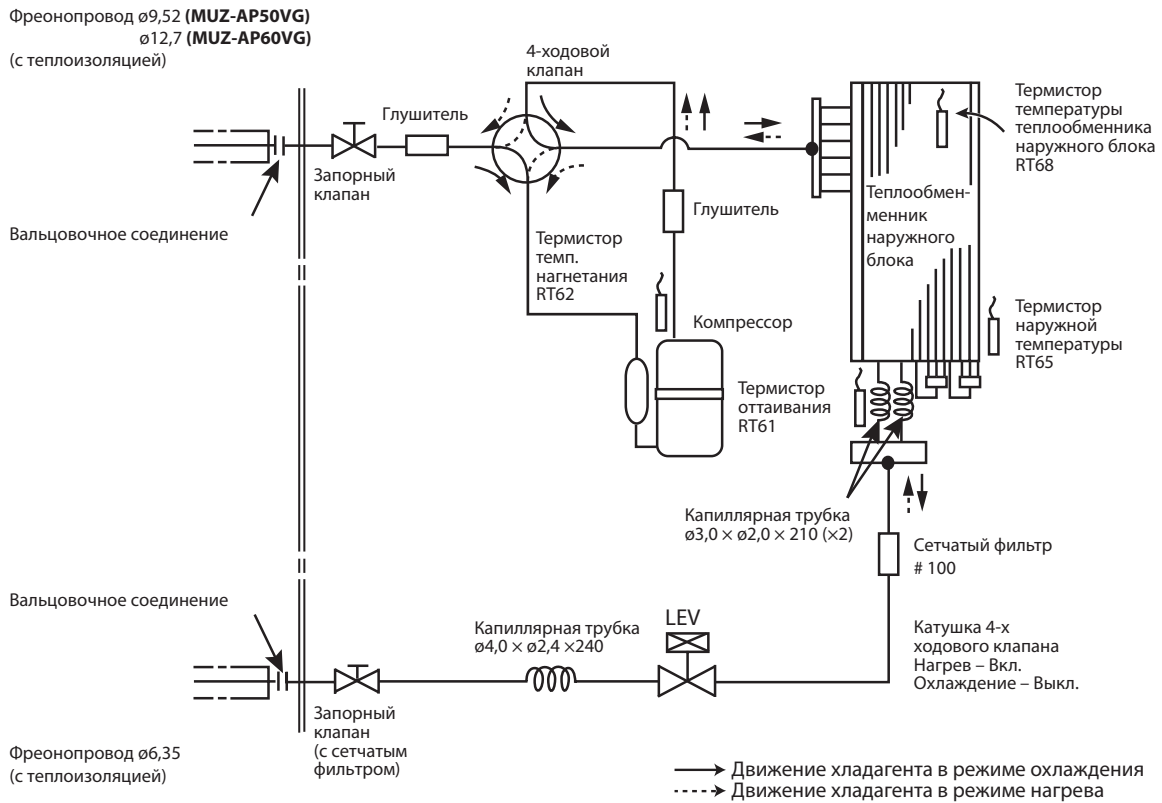 Фреонопровод ø9,52 (MUZ-AP50VG)
ø12,7 (MUZ-AP60VG)
(с теплоизоляцией)
4-ходовой
клапан
Глушитель
Запорный
клапан
Вальцовочное соединение
Термистор
темп.
нагнетания
RT62
Глушитель
Компрессор
Термистор
оттаивания
RT61
Теплообмен-
менник
наружного
блока
Термистор
температуры
теплообменника
наружного блока
RT68
Термистор
наружной
температуры
RT65
Капиллярная трубка
ø3,0 × ø2,0 × 210 (×2)
Сетчатый фильтр
# 100
Вальцовочное соединение
Капиллярная трубка
ø4,0 × ø2,4 ×240
LEV
Катушка 4-х
ходового клапана
Нагрев – Вкл.
Охлаждение – Выкл.
Запорный
клапан
(с сетчатым
фильтром)
Фреонопровод ø6,35
(с теплоизоляцией)
Движение хладагента в режиме охлаждения
Движение хладагента в режиме нагрева